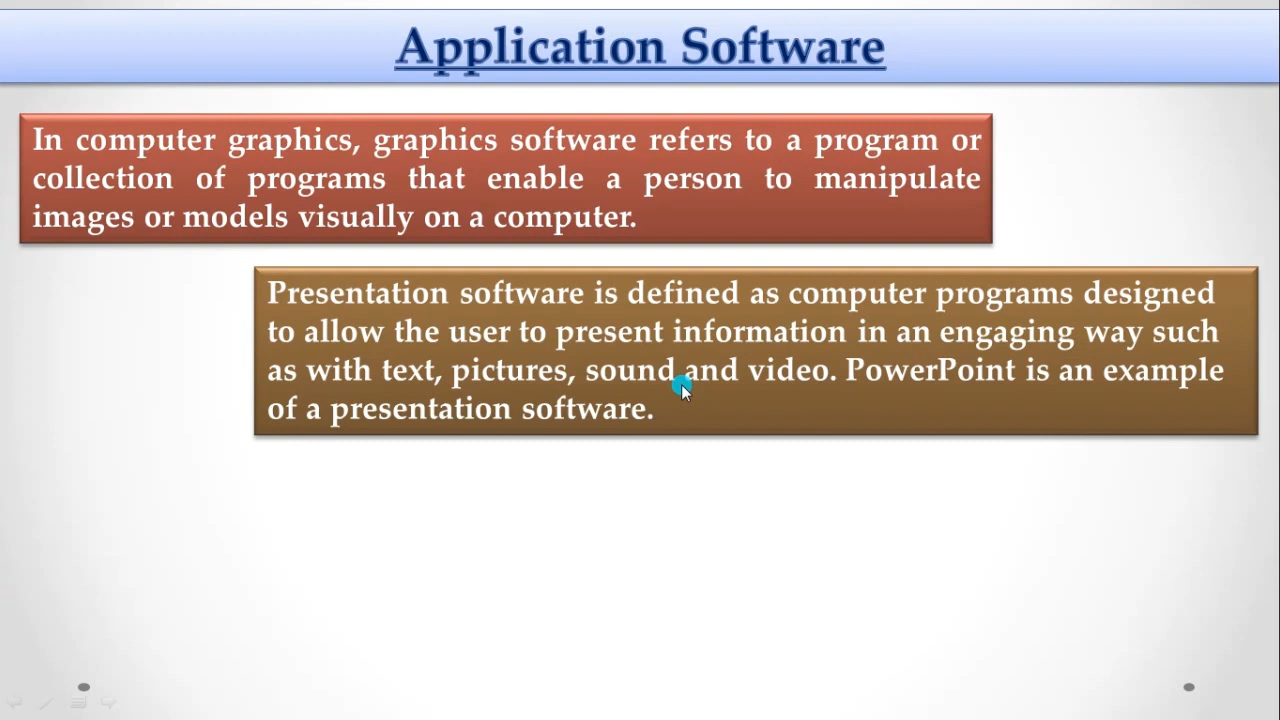 Application Software
In computer graphics, graphics software refers to a program or
collection of programs that enable a person to manipulate
images or models visually on a computer.
Presentation software is defined as computer programs designed
to allow the user to present information in an engaging way such
as with text, pictures, sound and video. PowerPoint is an example
of a presentation software.